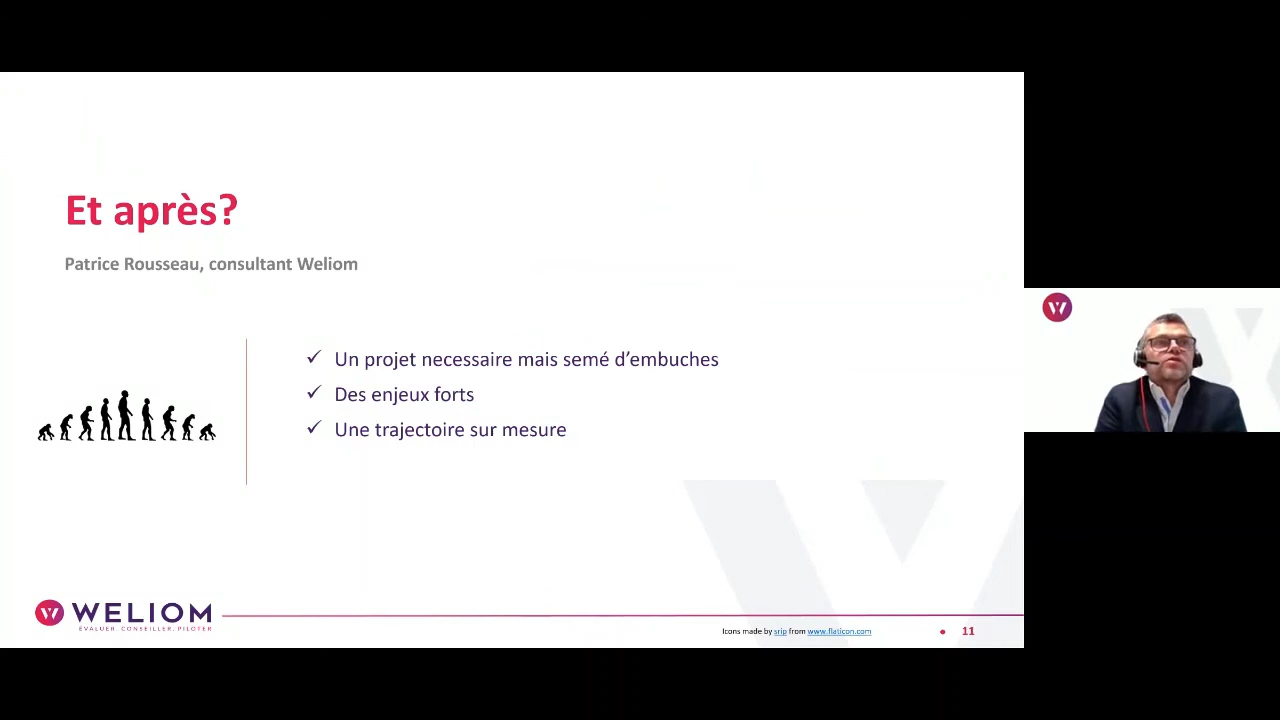 Et après?
Patrice Rousseau, consultant Weliom
✓ Un projet necessaire mais semé d’embuches
✓ Des enjeux forts
✓ Une trajectoire sur mesure
WELIOM
ÉVALUER. CONSEILLER. PILOTER
Icons made by srip from www.flaticon.com
• 11